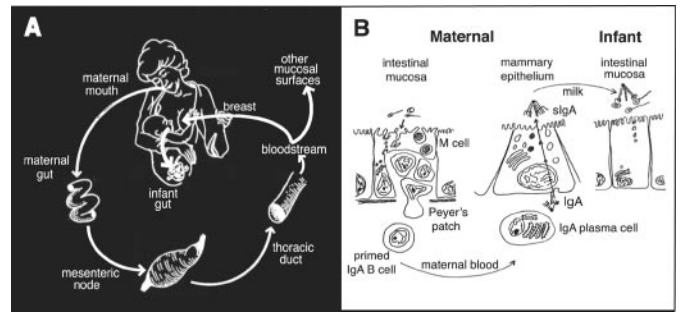 A
maternal
mouth
other
mucosal
surfaces
breast
bloodstream
maternal
gut
infant
gut
thoracic
duct
mesenteric
node
B
Maternal
Infant
intestinal
mucosa
mammary
epithelium
intestinal
mucosa
milk
sIgA
M cell
IgA
Peyer's
patch
IgA plasma cell
primed
IgA B cell
maternal blood